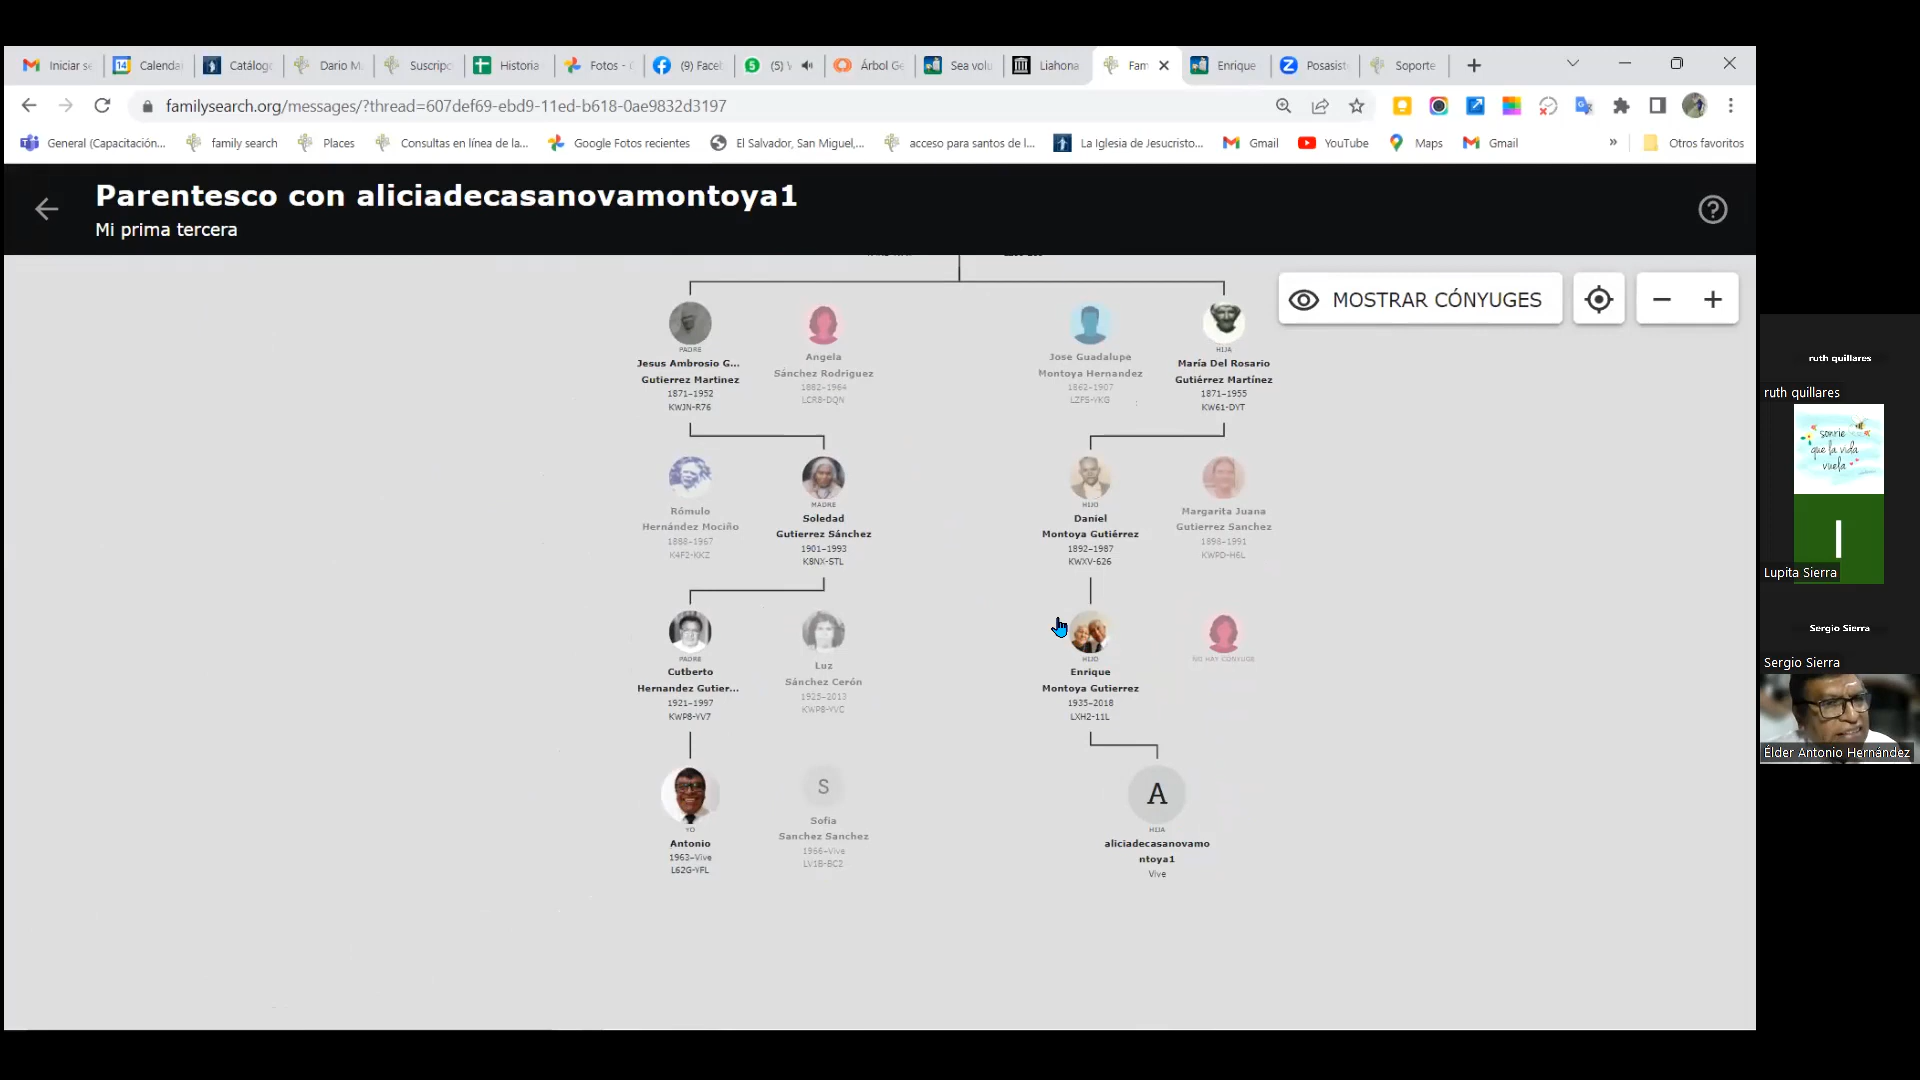 Iniciar se
Calenda
Catálogo
Dario M
Suscripc
Historia
Fotos -
(9) Face
(5)
Árbol Ge
Sea volu
Liahona
Fam
Enrique
Posasist
Soporte
familysearch.org/messages/?thread=607def69-ebd9-11ed-b618-0ae9832d3197
General (Capacitación...
family search
Places
Consultas en línea de la...
Google Fotos recientes
El Salvador, San Miguel,...
acceso para santos de l...
La Iglesia de Jesucristo...
Gmail
YouTube
Maps
Gmail
»
Otros favoritos
Parentesco con aliciadecasanovamontoya1
Mi prima tercera
MOSTRAR CÓNYUGES
PADRE
Jesus Ambrosio G...
Gutierrez Martinez
1871–1952
KWJN-R76
Angela
Sánchez Rodriguez
1882–1964
LCR8-DQN
Jose Guadalupe
Montoya Hernandez
1862–1907
LZF5-YKG
HIJA
María Del Rosario
Gutiérrez Martínez
1871–1955
KW61-DYT
Rómulo
Hernández Mociño
1898–1967
K4F2-KKZ
MADRE
Soledad
Gutierrez Sánchez
1901–1993
K8NX-STL
HIJO
Daniel
Montoya Gutiérrez
1892–1987
KWXV-626
Margarita Juana
Gutierrez Sanchez
1898–1991
KWPD-H6L
PADRE
Cutberto
Hernandez Gutier...
1921–1997
KWP8-YV7
Luz
Sánchez Cerón
1925–2013
KWP8-YVC
HIJO
Enrique
Montoya Gutierrez
1935–2018
LXH2-11L
NO HAY CÓNYUGE
YO
Antonio
1963–Vive
L62G-YFL
S
Sofia
Sanchez Sanchez
1966–Vive
LV1B-BC2
A
HIJA
aliciadecasanovamo
ntoya1
Vive
ruth quillares
ruth quillares
sonríe
que la vida
vuela
l
Lupita Sierra
Sergio Sierra
Sergio Sierra
Élder Antonio Hernández